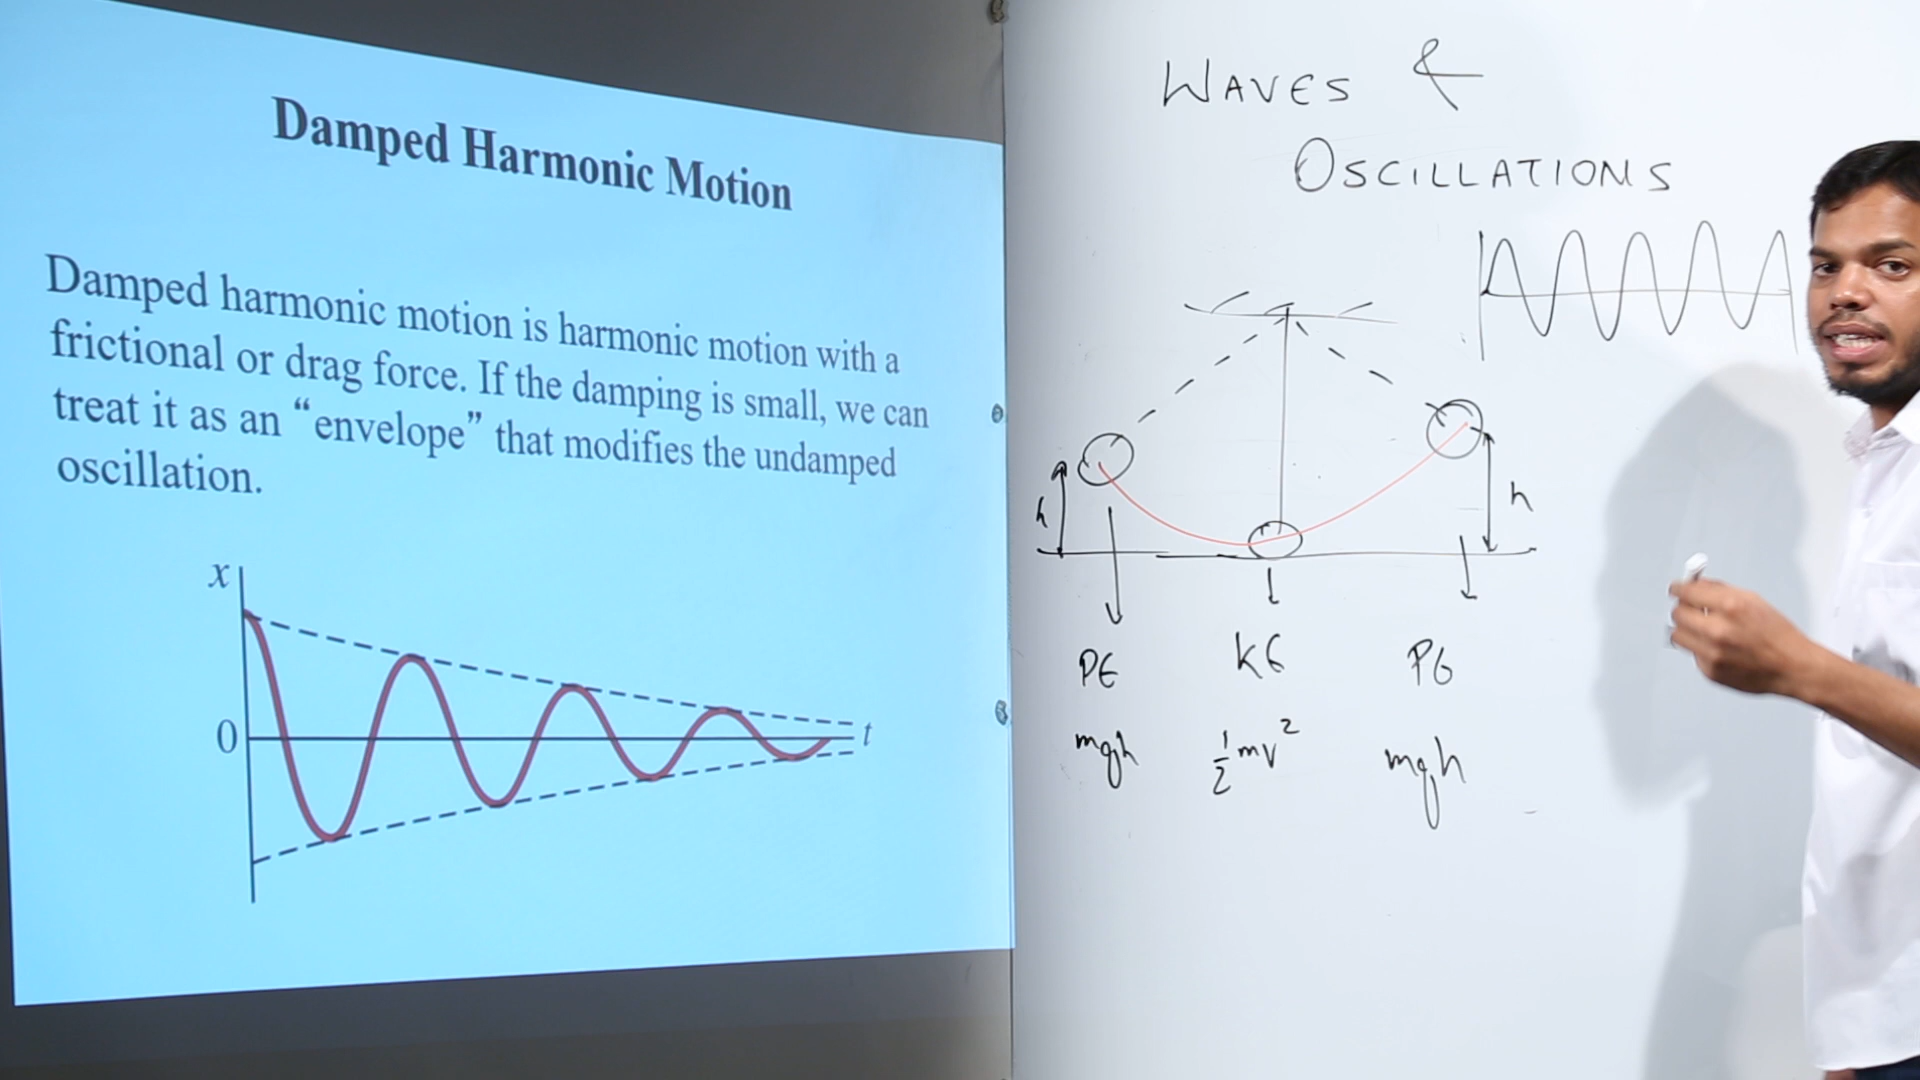 Damped Harmonic Motion
Damped harmonic motion is harmonic motion with a
frictional or drag force. If the damping is small, we can
treat it as an “envelope” that modifies the undamped
oscillation.
x
0
t
WAVES &
OSCILLATIONS
h
h
PE
KE
PE
mgh
½mv²
mgh